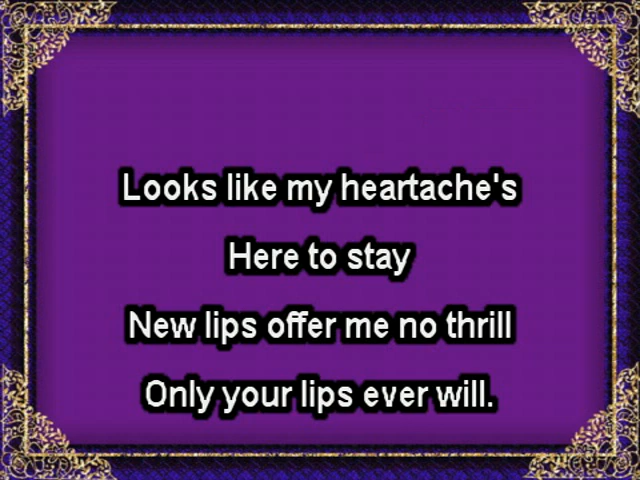 Looks like my heartache's
Here to stay
New lips offer me no thrill
Only your lips ever will.